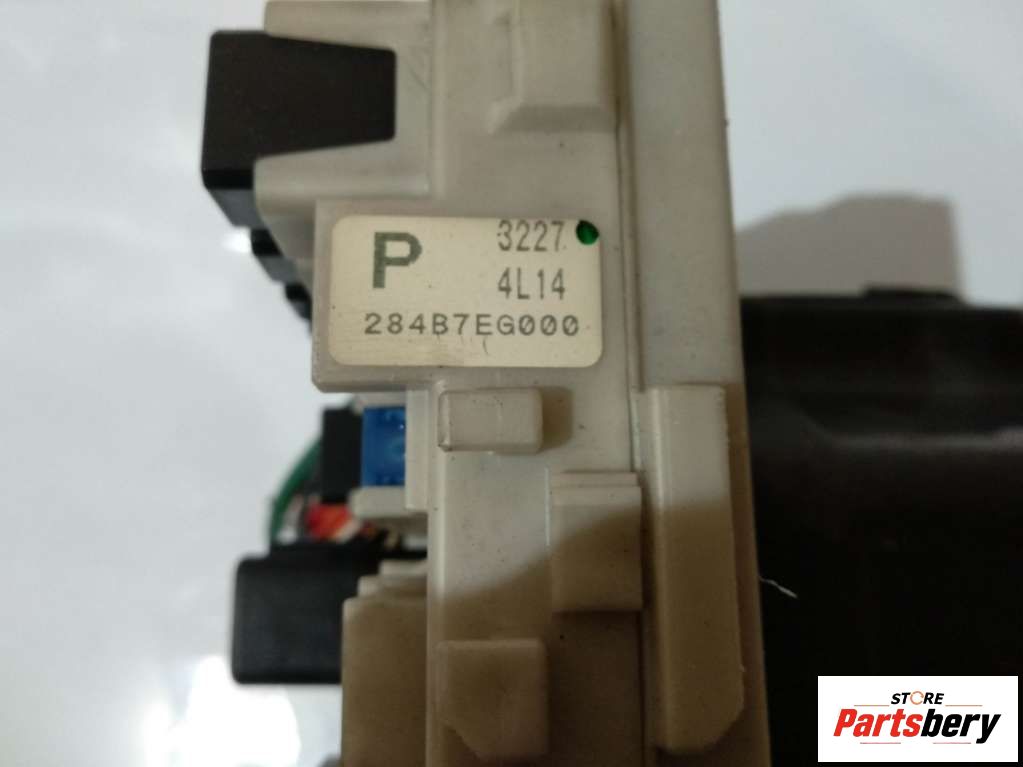 P 3227
4L14
284B7EG000
STORE
Partsbery